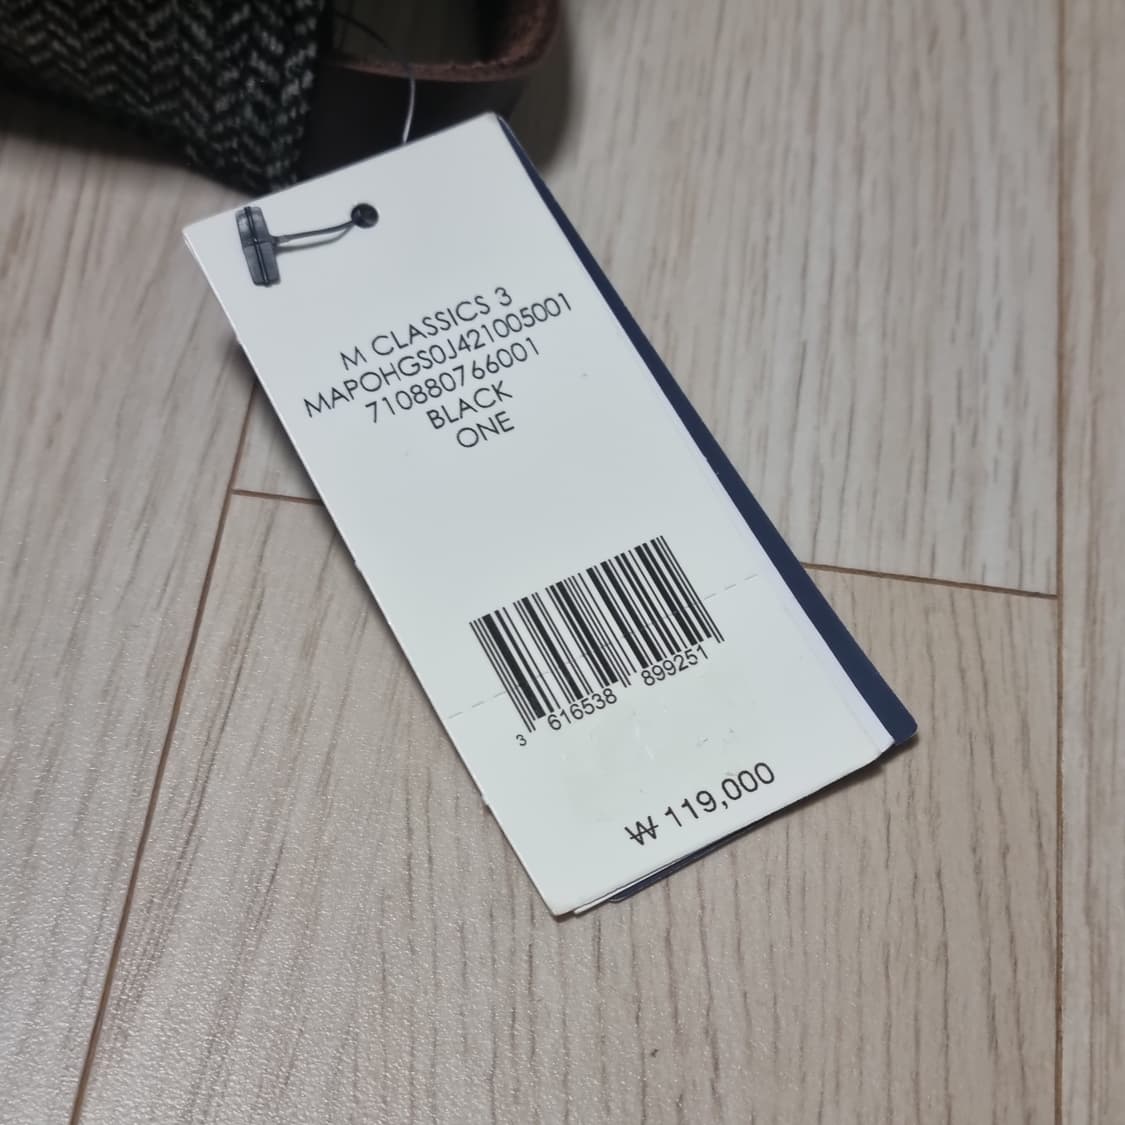 M CLASSICS 3
MAPOHGS0J421005001
710880766001
BLACK
ONE
3 616538 899251
₩ 119,000